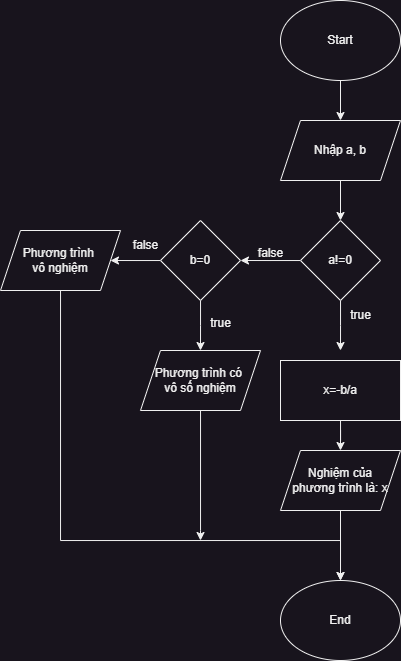 Start
Nhập a, b
a!=0
false
b=0
false
Phương trình
vô nghiệm
true
Phương trình có
vô số nghiệm
true
x=-b/a
Nghiệm của
phương trình là: x
End